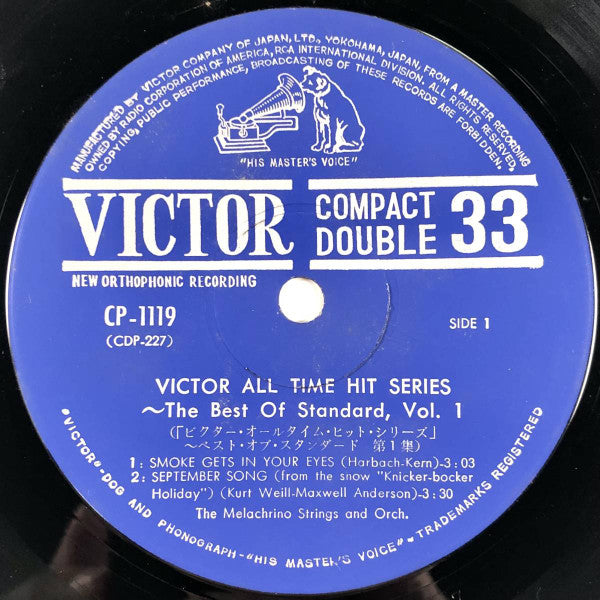 MANUFACTURED BY VICTOR COMPANY OF JAPAN, LTD., YOKOHAMA, JAPAN, FROM A MASTER RECORDING
OWNED BY RADIO CORPORATION OF AMERICA, RCA INTERNATIONAL DIVISION. ALL RIGHTS RESERVED.
COPYING, PUBLIC PERFORMANCE, BROADCASTING OF THESE RECORDS ARE FORBIDDEN.
"HIS MASTER'S VOICE"
VICTOR COMPACT DOUBLE 33
NEW ORTHOPHONIC RECORDING
CP-1119
(CDP-227)
SIDE 1
VICTOR ALL TIME HIT SERIES
~The Best Of Standard, Vol. 1
(「ビクター・オールタイム・ヒット・シリーズ」
～ベスト・オブ・スタンダード 第1集)
1: SMOKE GETS IN YOUR EYES (Harbach-Kern)-3:03
2: SEPTEMBER SONG (from the snow "Knicker-bocker
Holiday") (Kurt Weill-Maxwell Anderson)-3:30
The Melachrino Strings and Orch.
"VICTOR"-DOG AND PHONOGRAPH-"HIS MASTER'S VOICE"-TRADEMARKS REGISTERED